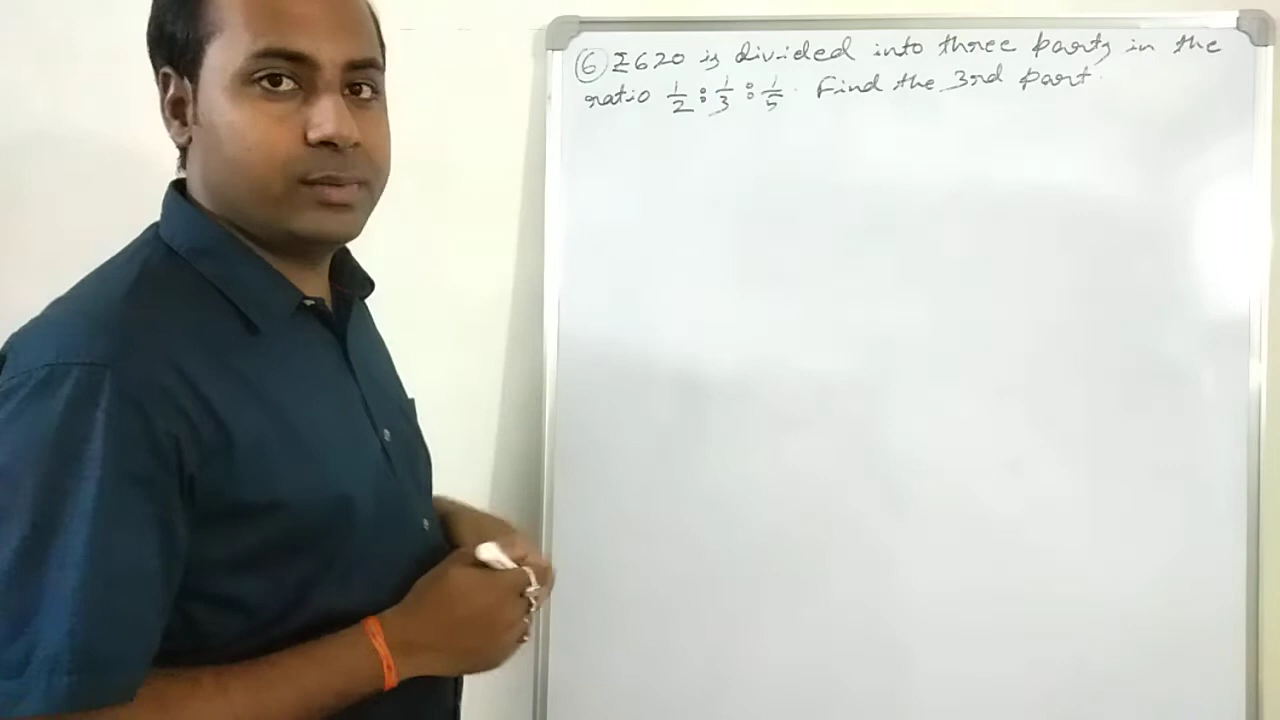 ⑥ ₹620 is divided into three parts in the
ratio 1/2 : 1/3 : 1/5. Find the 3rd part.